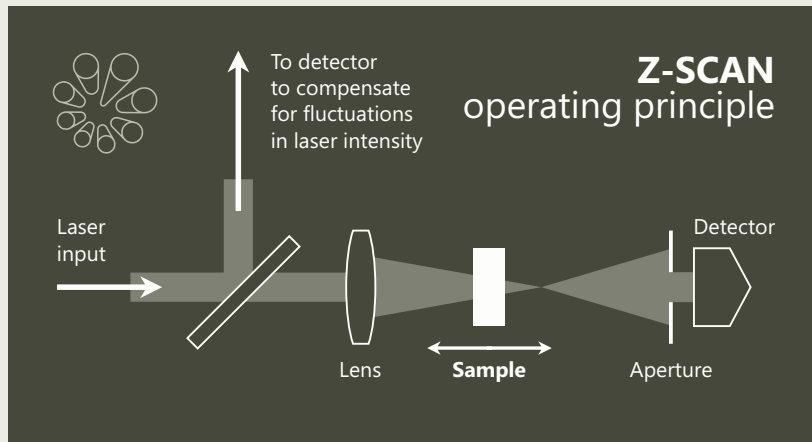 To detector
to compensate
for fluctuations
in laser intensity
Z-SCAN
operating principle
Laser
input
Detector
Lens
Sample
Aperture